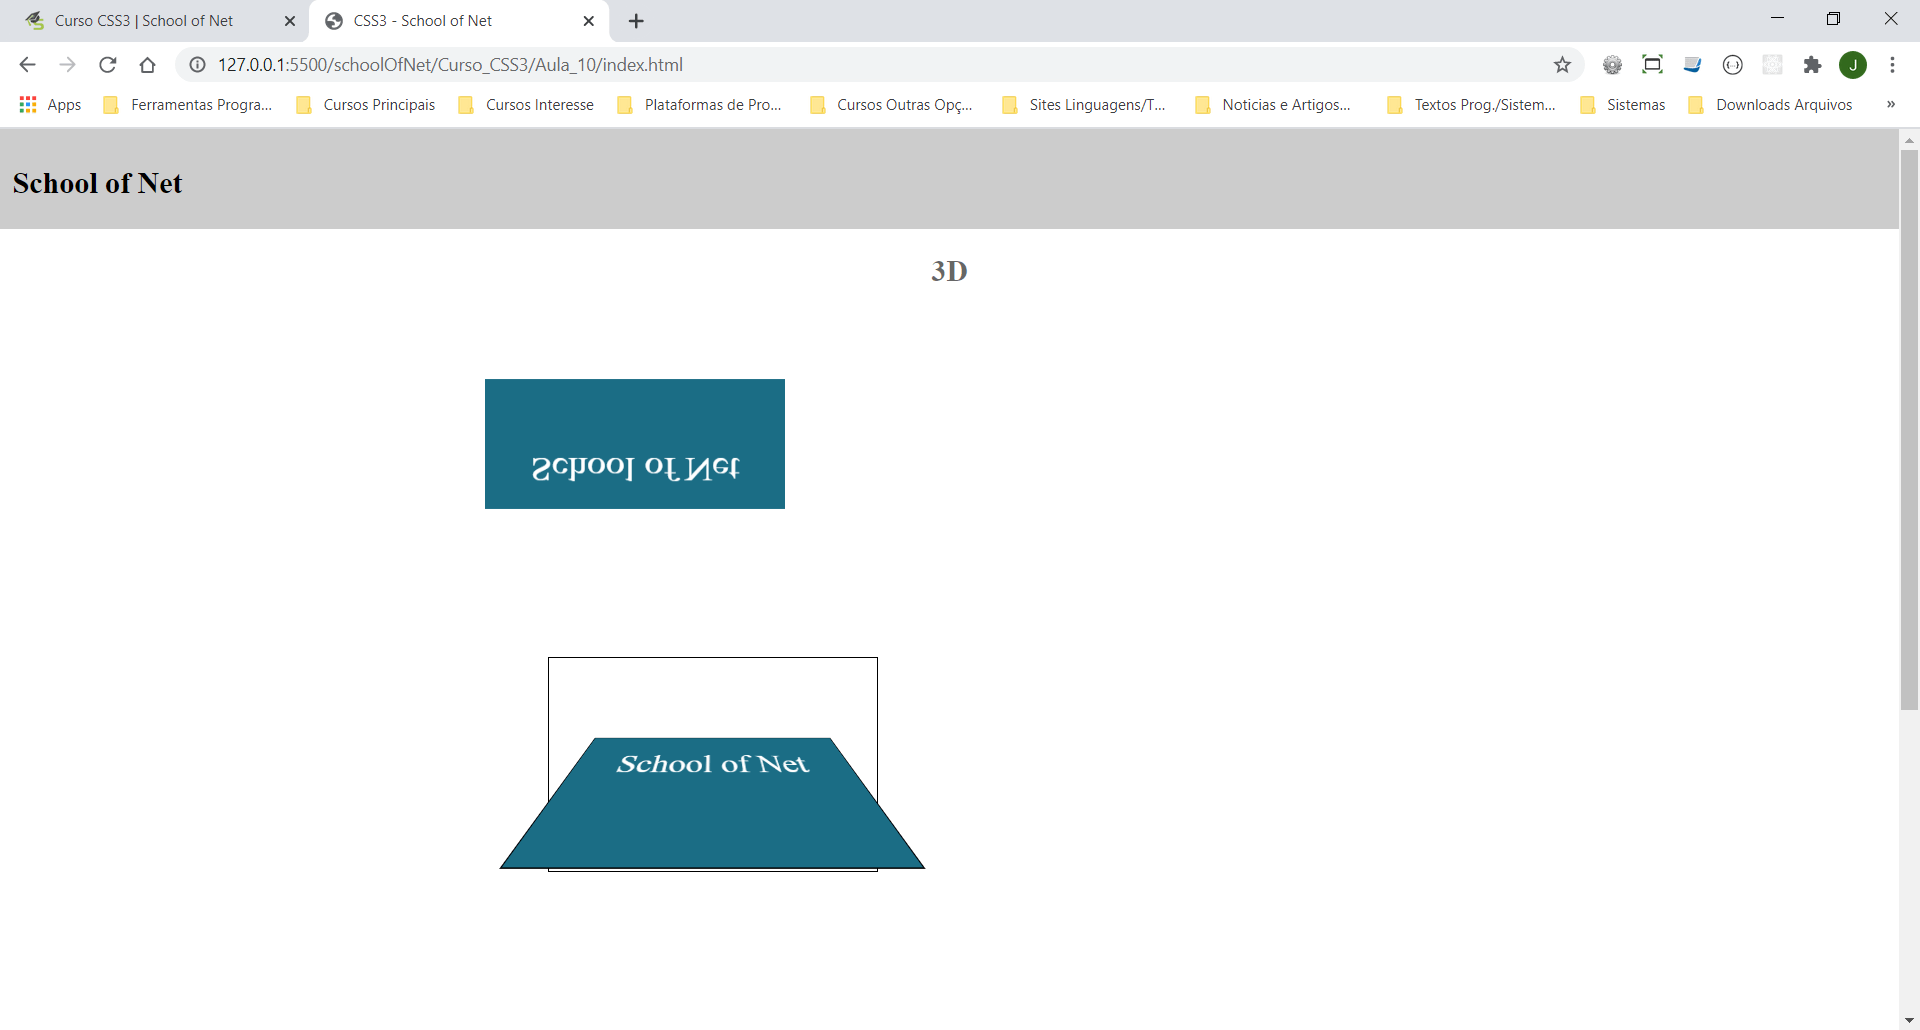 Curso CSS3 | School of Net
CSS3 - School of Net
127.0.0.1:5500/schoolOfNet/Curso_CSS3/Aula_10/index.html
J
Apps
Ferramentas Progra...
Cursos Principais
Cursos Interesse
Plataformas de Pro...
Cursos Outras Opç...
Sites Linguagens/T...
Noticias e Artigos...
Textos Prog./Sistem...
Sistemas
Downloads Arquivos
»
School of Net
3D
School of Net
School of Net